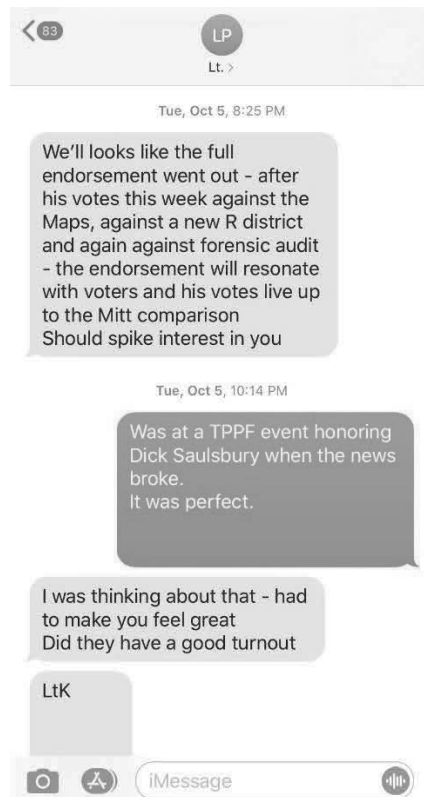 83
LP
Lt. >
Tue, Oct 5, 8:25 PM
We’ll looks like the full
endorsement went out - after
his votes this week against the
Maps, against a new R district
and again against forensic audit
- the endorsement will resonate
with voters and his votes live up
to the Mitt comparison
Should spike interest in you
Tue, Oct 5, 10:14 PM
Was at a TPPF event honoring
Dick Saulsbury when the news
broke.
It was perfect.
I was thinking about that - had
to make you feel great
Did they have a good turnout
LtK
iMessage